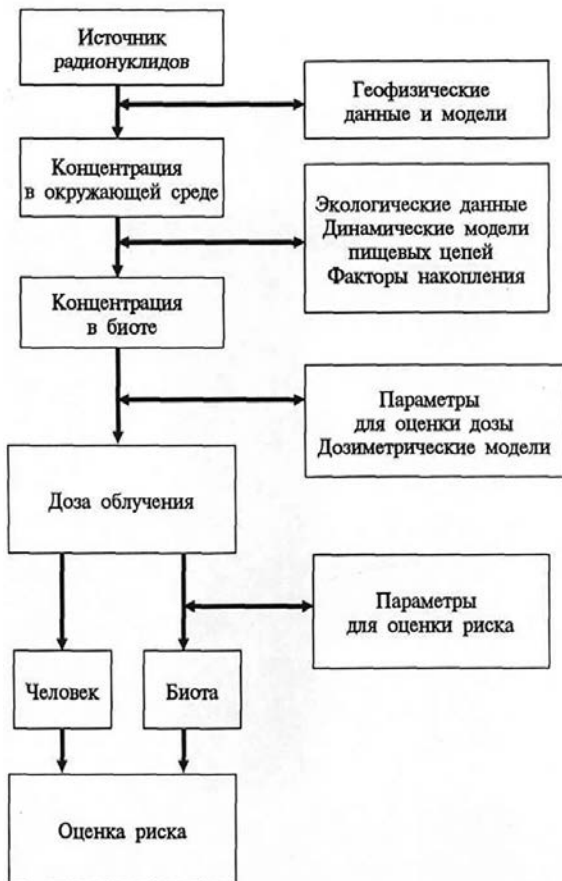 Источник
радионуклидов
Геофизические
данные и модели
Концентрация
в окружающей среде
Экологические данные
Динамические модели
пищевых цепей
Факторы накопления
Концентрация
в биоте
Параметры
для оценки дозы
Дозиметрические модели
Доза облучения
Параметры
для оценки риска
Человек
Биота
Оценка риска